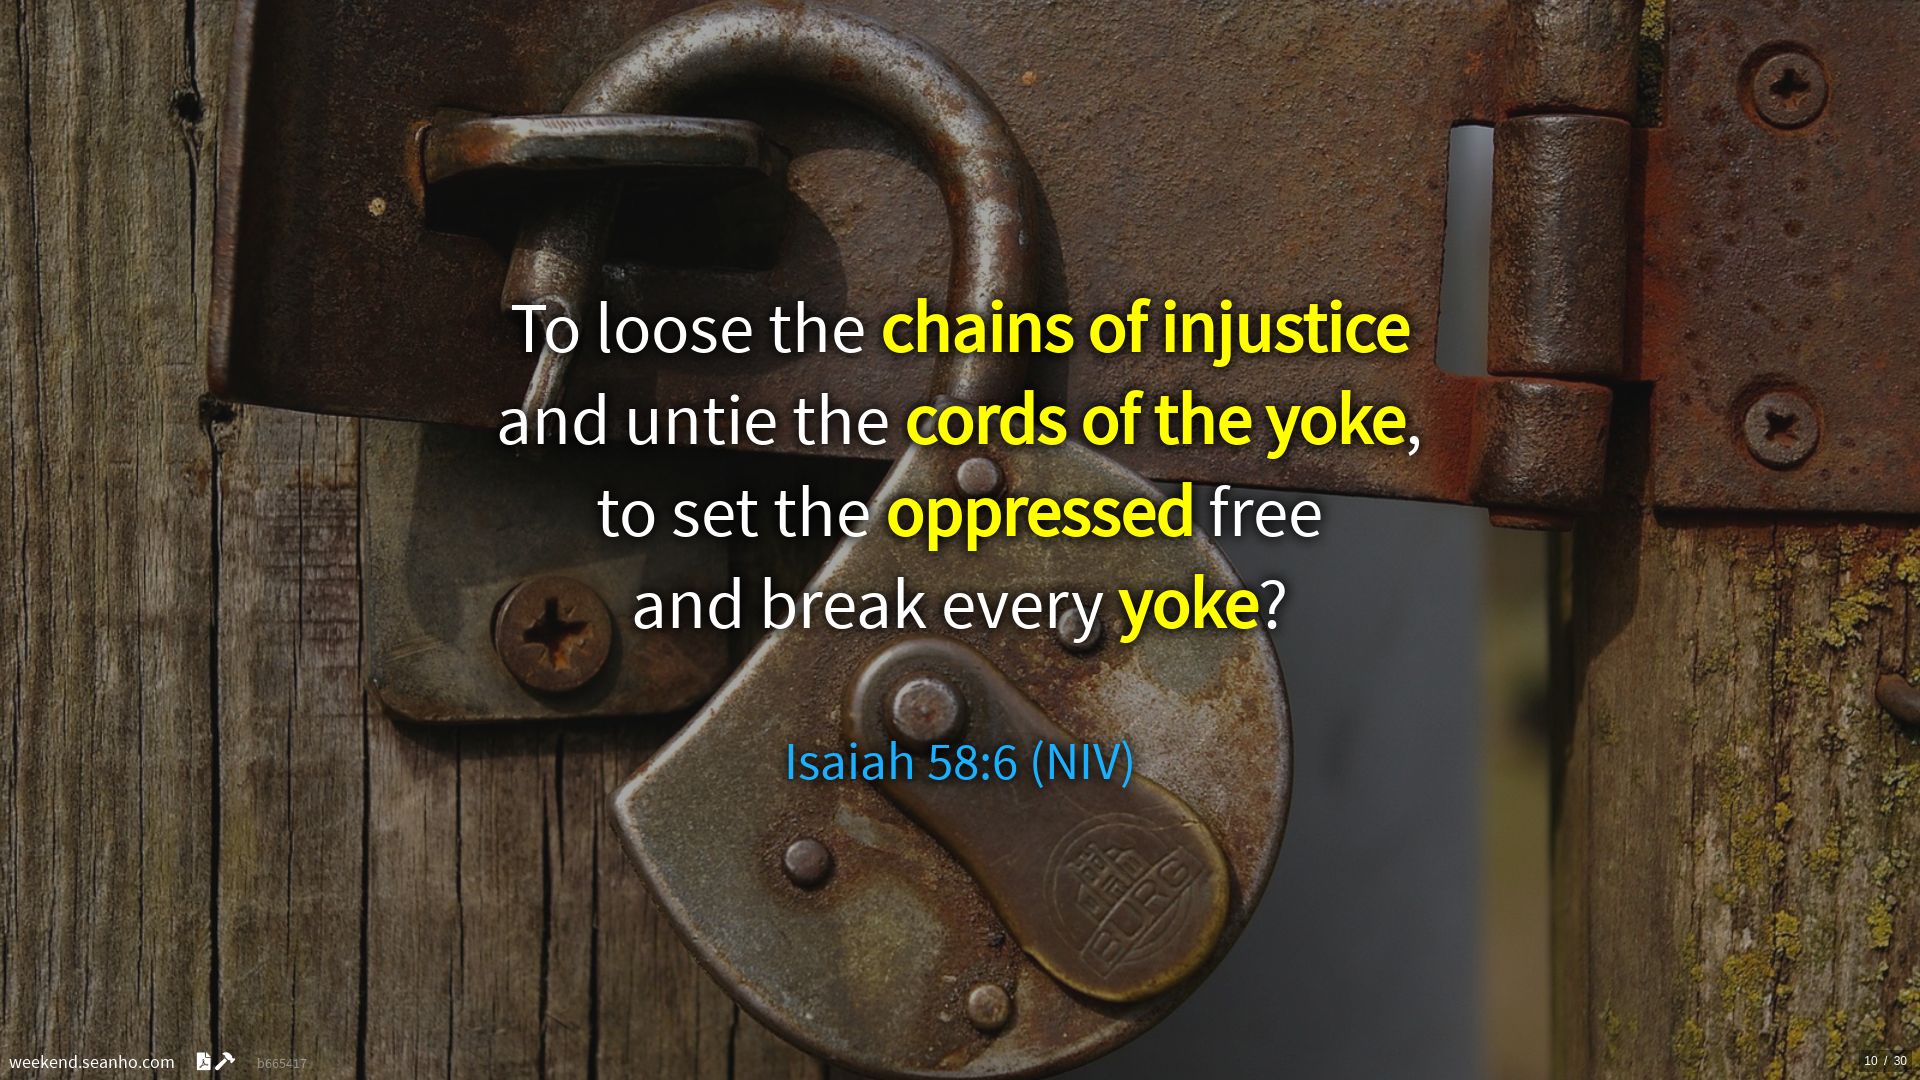 To loose the chains of injustice
and untie the cords of the yoke,
to set the oppressed free
and break every yoke?
Isaiah 58:6 (NIV)
BURG
weekend.seanho.com
b665417
10 / 30